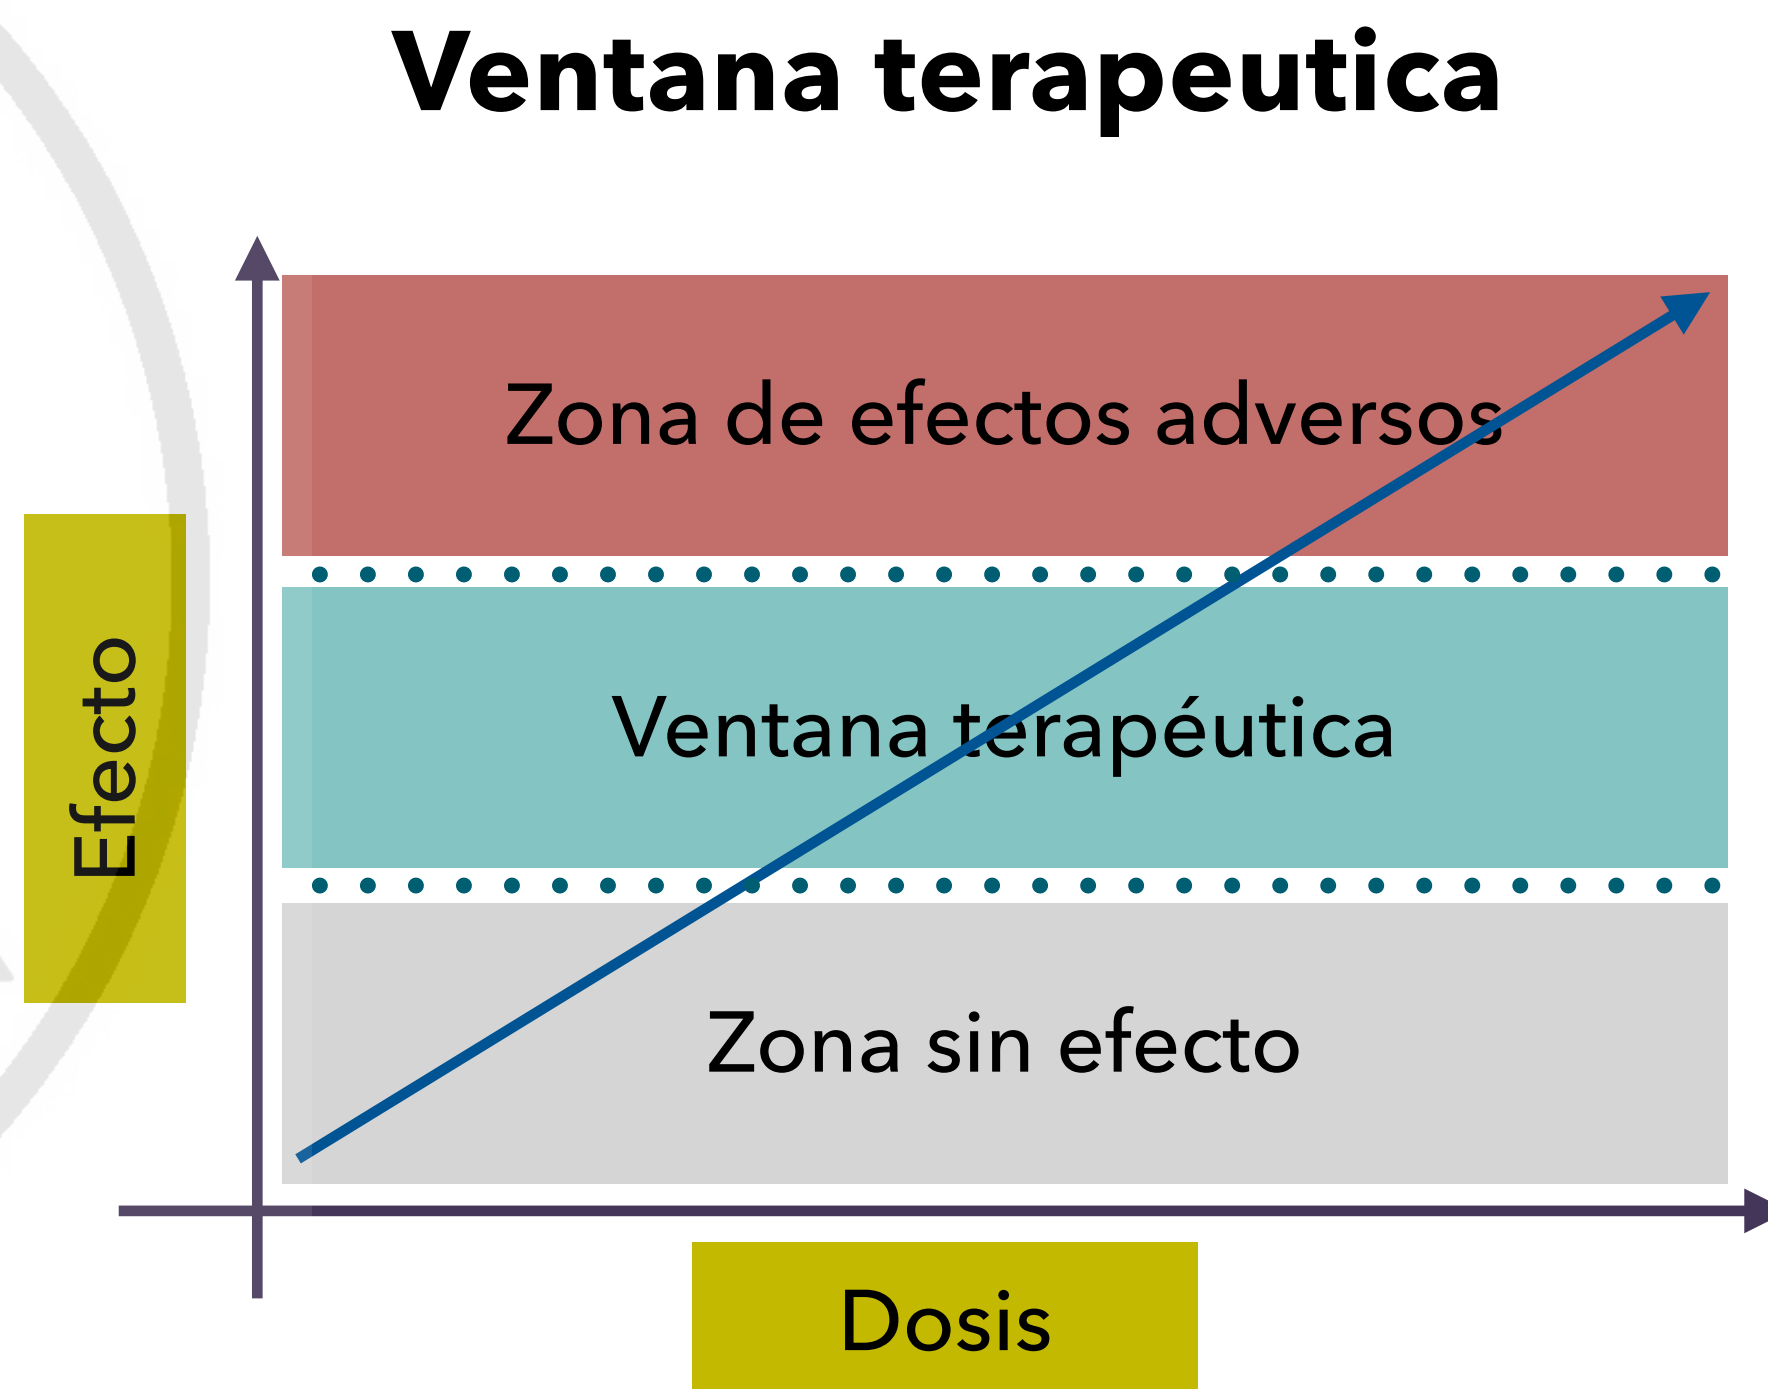 Ventana terapeutica
Zona de efectos adversos
Ventana terapéutica
Efecto
Zona sin efecto
Dosis